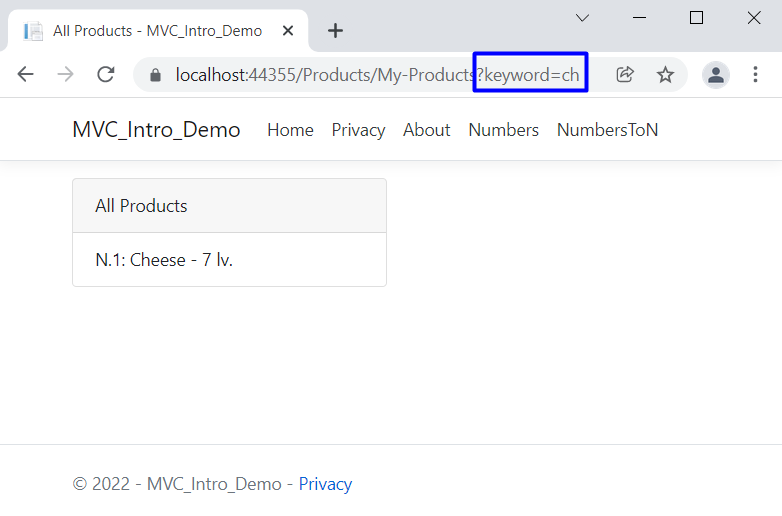 All Products - MVC_Intro_Demo
localhost:44355/Products/My-Products?keyword=ch
MVC_Intro_Demo Home Privacy About Numbers NumbersToN
All Products
N.1: Cheese - 7 lv.
© 2022 - MVC_Intro_Demo - Privacy